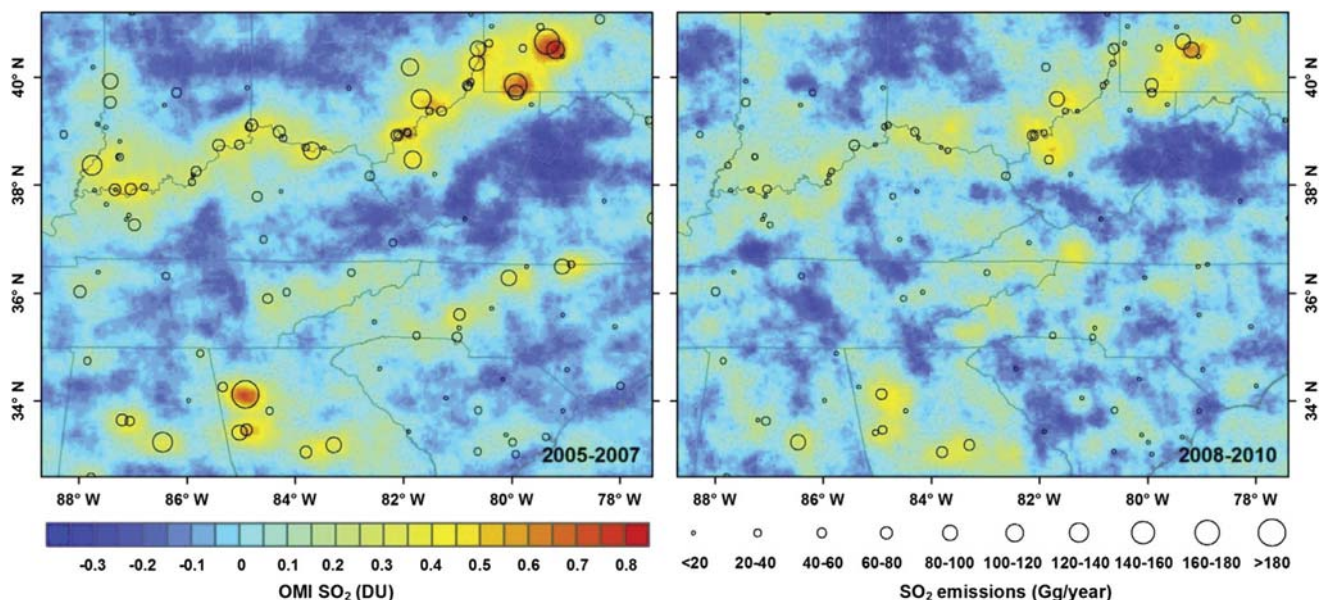 40° N
38° N
36° N
34° N
2005-2007
88° W 86° W 84° W 82° W 80° W 78° W
2008-2010
88° W 86° W 84° W 82° W 80° W 78° W
40° N
38° N
36° N
34° N
-0.3 -0.2 -0.1 0 0.1 0.2 0.3 0.4 0.5 0.6 0.7 0.8
OMI SO₂ (DU)
<20 20-40 40-60 60-80 80-100 100-120 120-140 140-160 160-180 >180
SO₂ emissions (Gg/year)